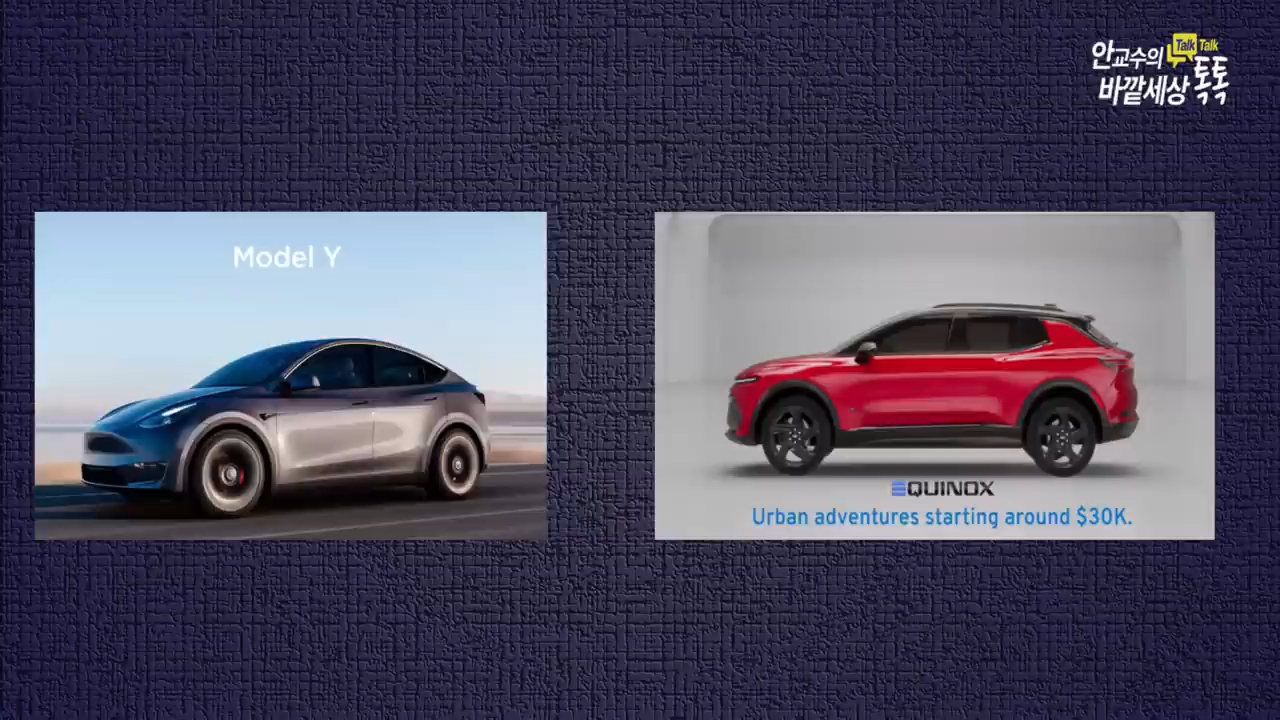 안교수의 Talk Talk
바깥세상 톡톡
Model Y
EQUINOX
Urban adventures starting around $30K.